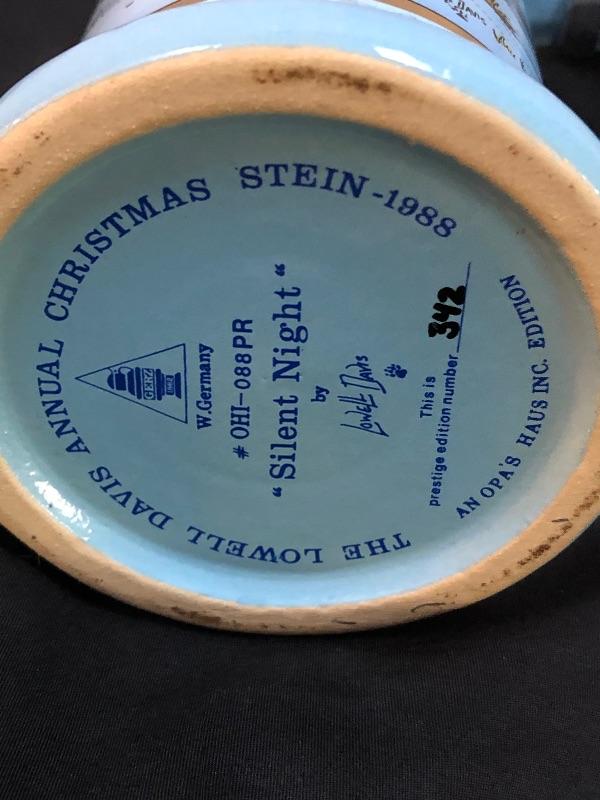 THE LOWELL DAVIS ANNUAL CHRISTMAS STEIN-1988
GERZ
W.Germany
# OHI-088PR
“Silent Night“
by
LOWELL DAVIS
This is
prestige edition number 342
AN OPA'S HAUS INC. EDITION